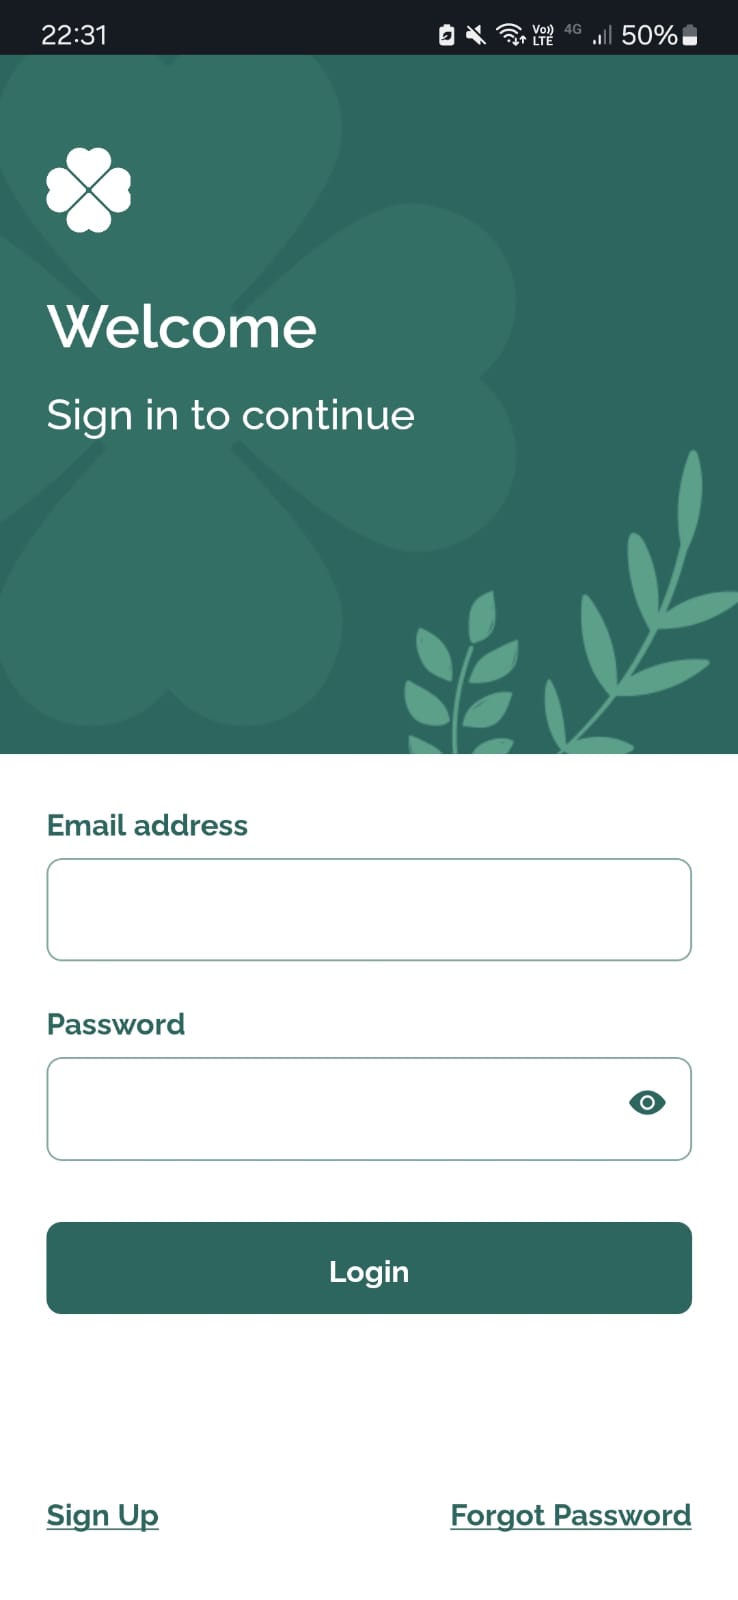 22:31 Vo) LTE 4G 50%
Welcome
Sign in to continue
Email address
Password
Login
Sign Up Forgot Password